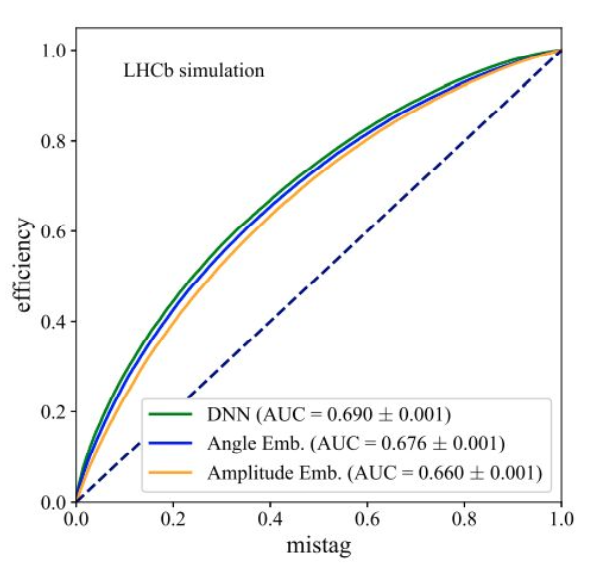 LHCb simulation
efficiency
1.0
0.8
0.6
0.4
0.2
0.0
DNN (AUC = 0.690 ± 0.001)
Angle Emb. (AUC = 0.676 ± 0.001)
Amplitude Emb. (AUC = 0.660 ± 0.001)
0.0 0.2 0.4 0.6 0.8 1.0
mistag